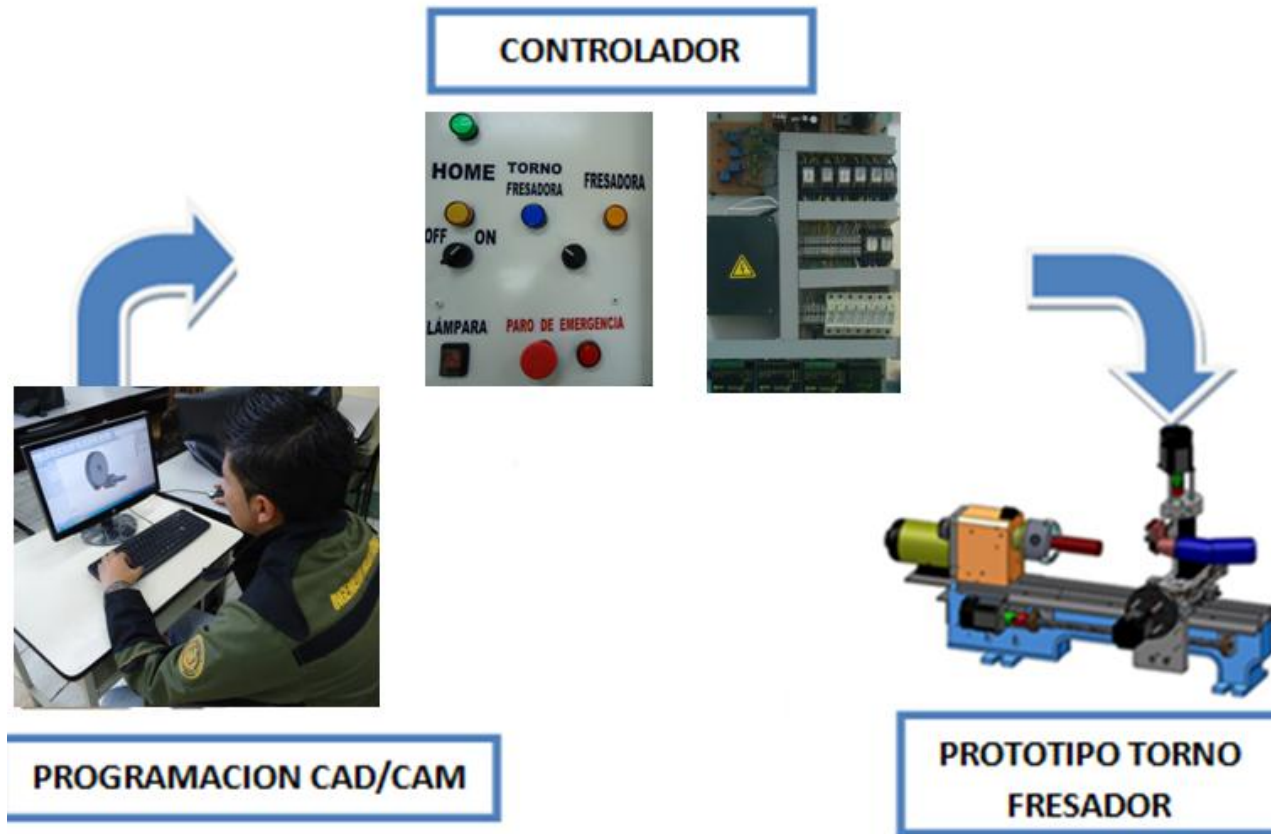 CONTROLADOR
HOME
TORNO
FRESADORA
FRESADORA
OFF
ON
LÁMPARA
PARO DE EMERGENCIA
PROGRAMACION CAD/CAM
PROTOTIPO TORNO
FRESADOR